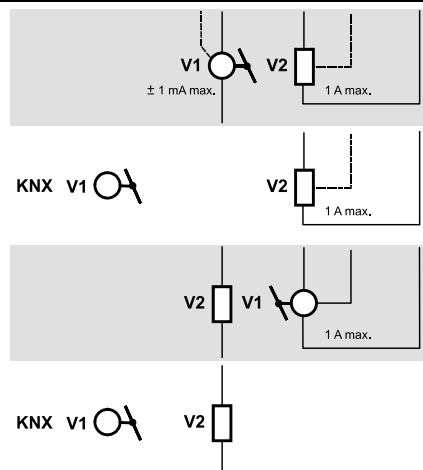 V1 V2
± 1 mA max. 1 A max.
KNX V1 V2
1 A max.
V2 V1
1 A max.
KNX V1 V2